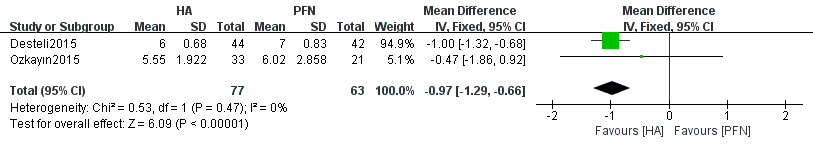 HA PFN Mean Difference Mean Difference
Study or Subgroup Mean SD Total Mean SD Total Weight IV, Fixed, 95% CI IV, Fixed, 95% CI
Desteli2015 6 0.68 44 7 0.83 42 94.9% -1.00 [-1.32, -0.68]
Ozkayın2015 5.55 1.922 33 6.02 2.858 21 5.1% -0.47 [-1.86, 0.92]
Total (95% CI) 77 63 100.0% -0.97 [-1.29, -0.66]
Heterogeneity: Chi² = 0.53, df = 1 (P = 0.47); I² = 0%
Test for overall effect: Z = 6.09 (P < 0.00001)
-2 -1 0 1 2
Favours [HA] Favours [PFN]